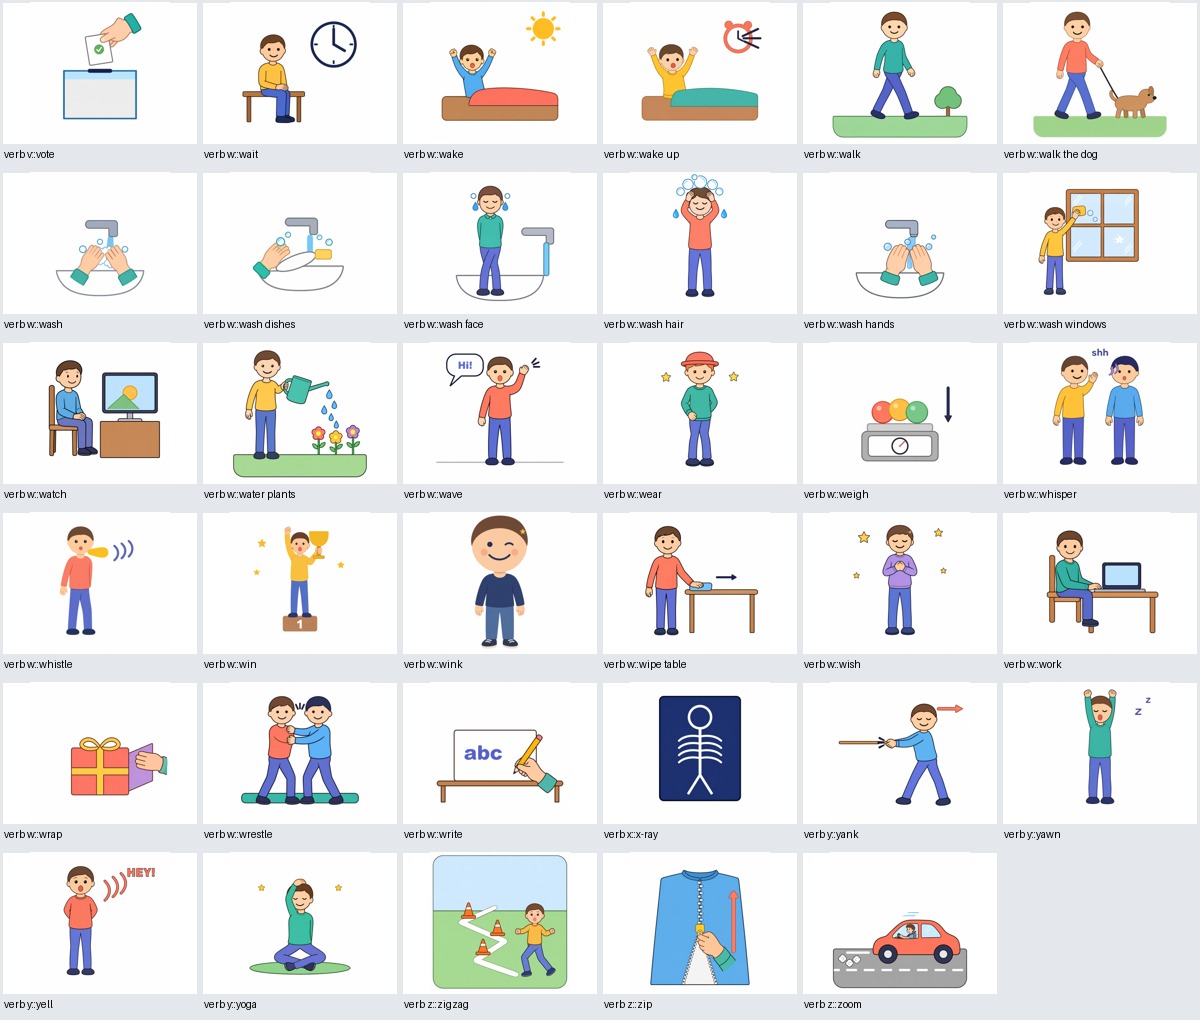 verb v::vote
verb w::wait
verb w::wake
verb w::wake up
verb w::walk
verb w::walk the dog
verb w::wash
verb w::wash dishes
verb w::wash face
verb w::wash hair
verb w::wash hands
verb w::wash windows
Hi!
shh
verb w::watch
verb w::water plants
verb w::wave
verb w::wear
verb w::weigh
verb w::whisper
1
verb w::whistle
verb w::win
verb w::wink
verb w::wipe table
verb w::wish
verb w::work
abc
z
z
verb w::wrap
verb w::wrestle
verb w::write
verb x::x-ray
verb y::yank
verb y::yawn
HEY!
verb y::yell
verb y::yoga
verb z::zigzag
verb z::zip
verb z::zoom